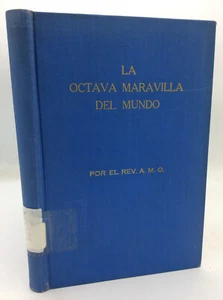 LA
OCTAVA MARAVILLA
DEL MUNDO
POR EL REV. A. M. O.